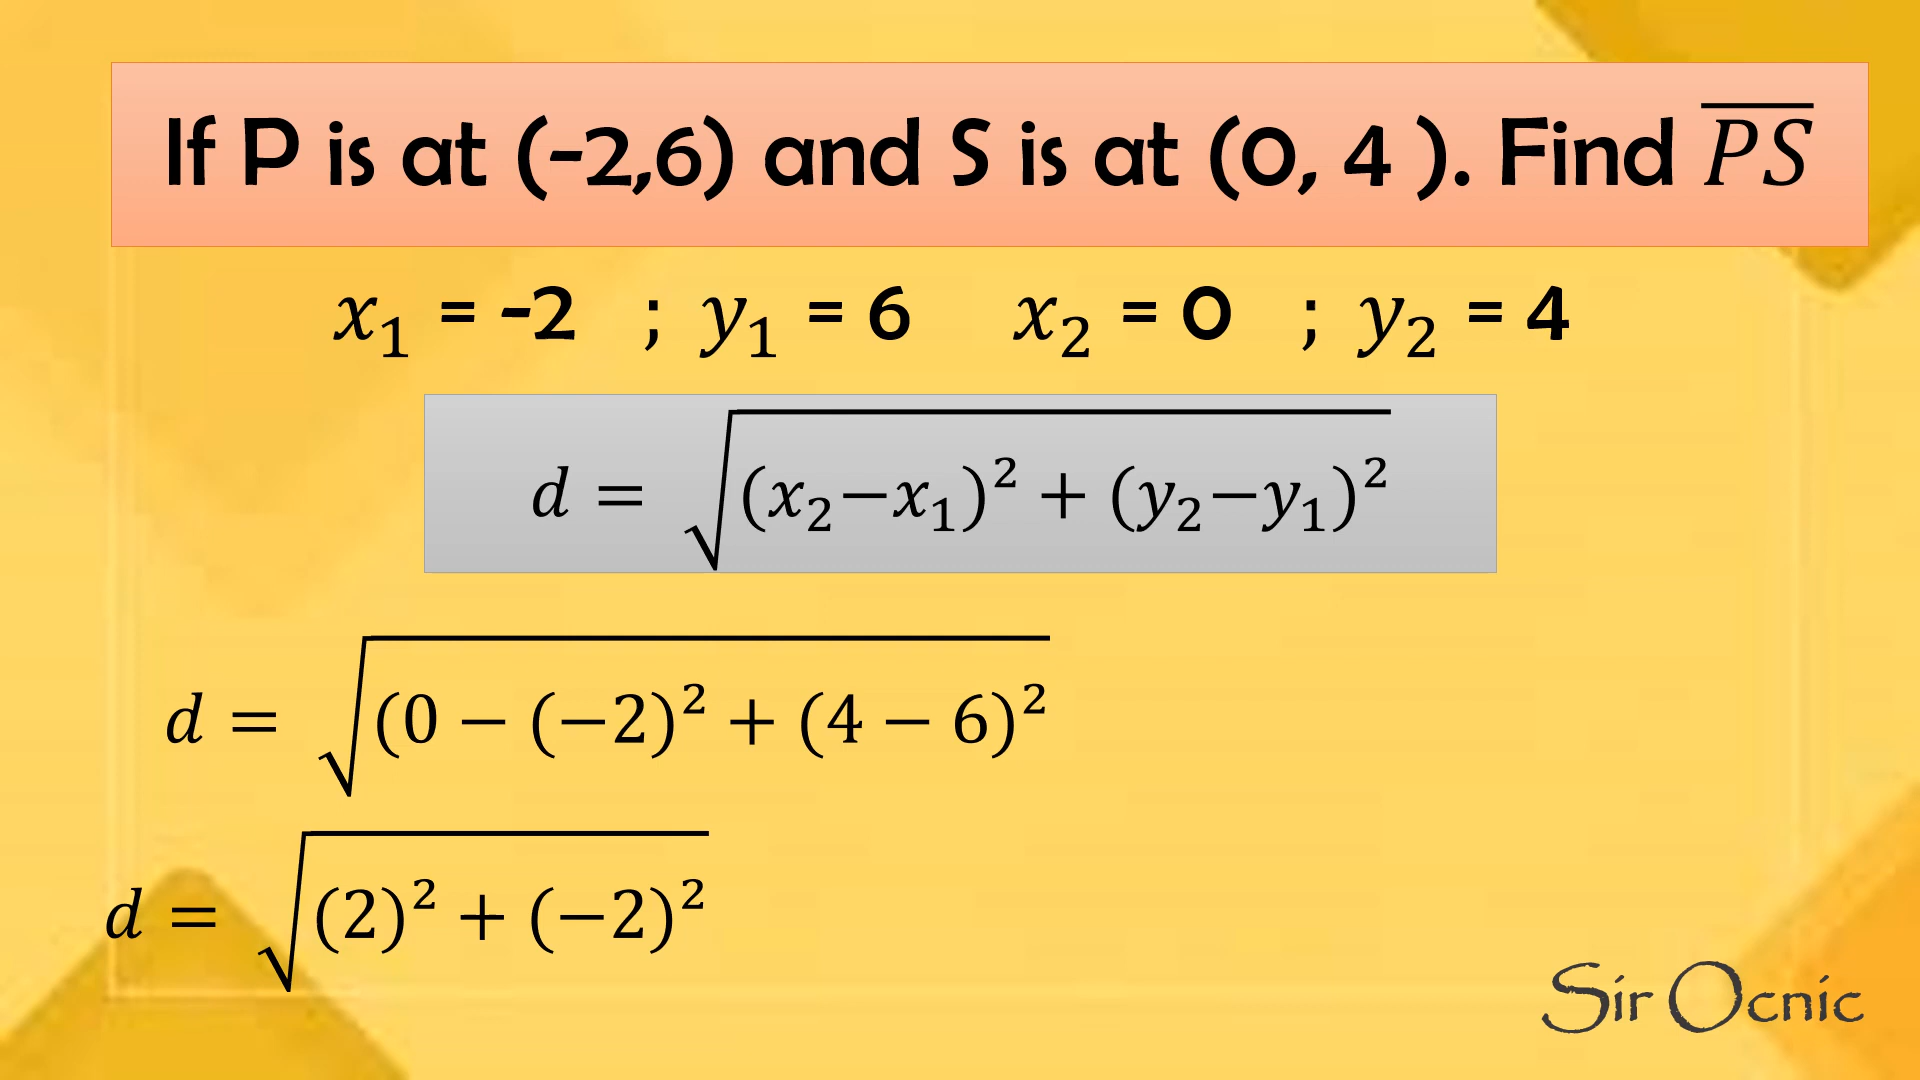 If P is at (-2,6) and S is at (0, 4 ). Find \overline{PS}
x₁ = -2 ; y₁ = 6 x₂ = 0 ; y₂ = 4
d = √((x₂−x₁)² + (y₂−y₁)²)
d = √((0 − (−2)² + (4 − 6)²)
d = √((2)² + (−2)²)
Sir Ocnic